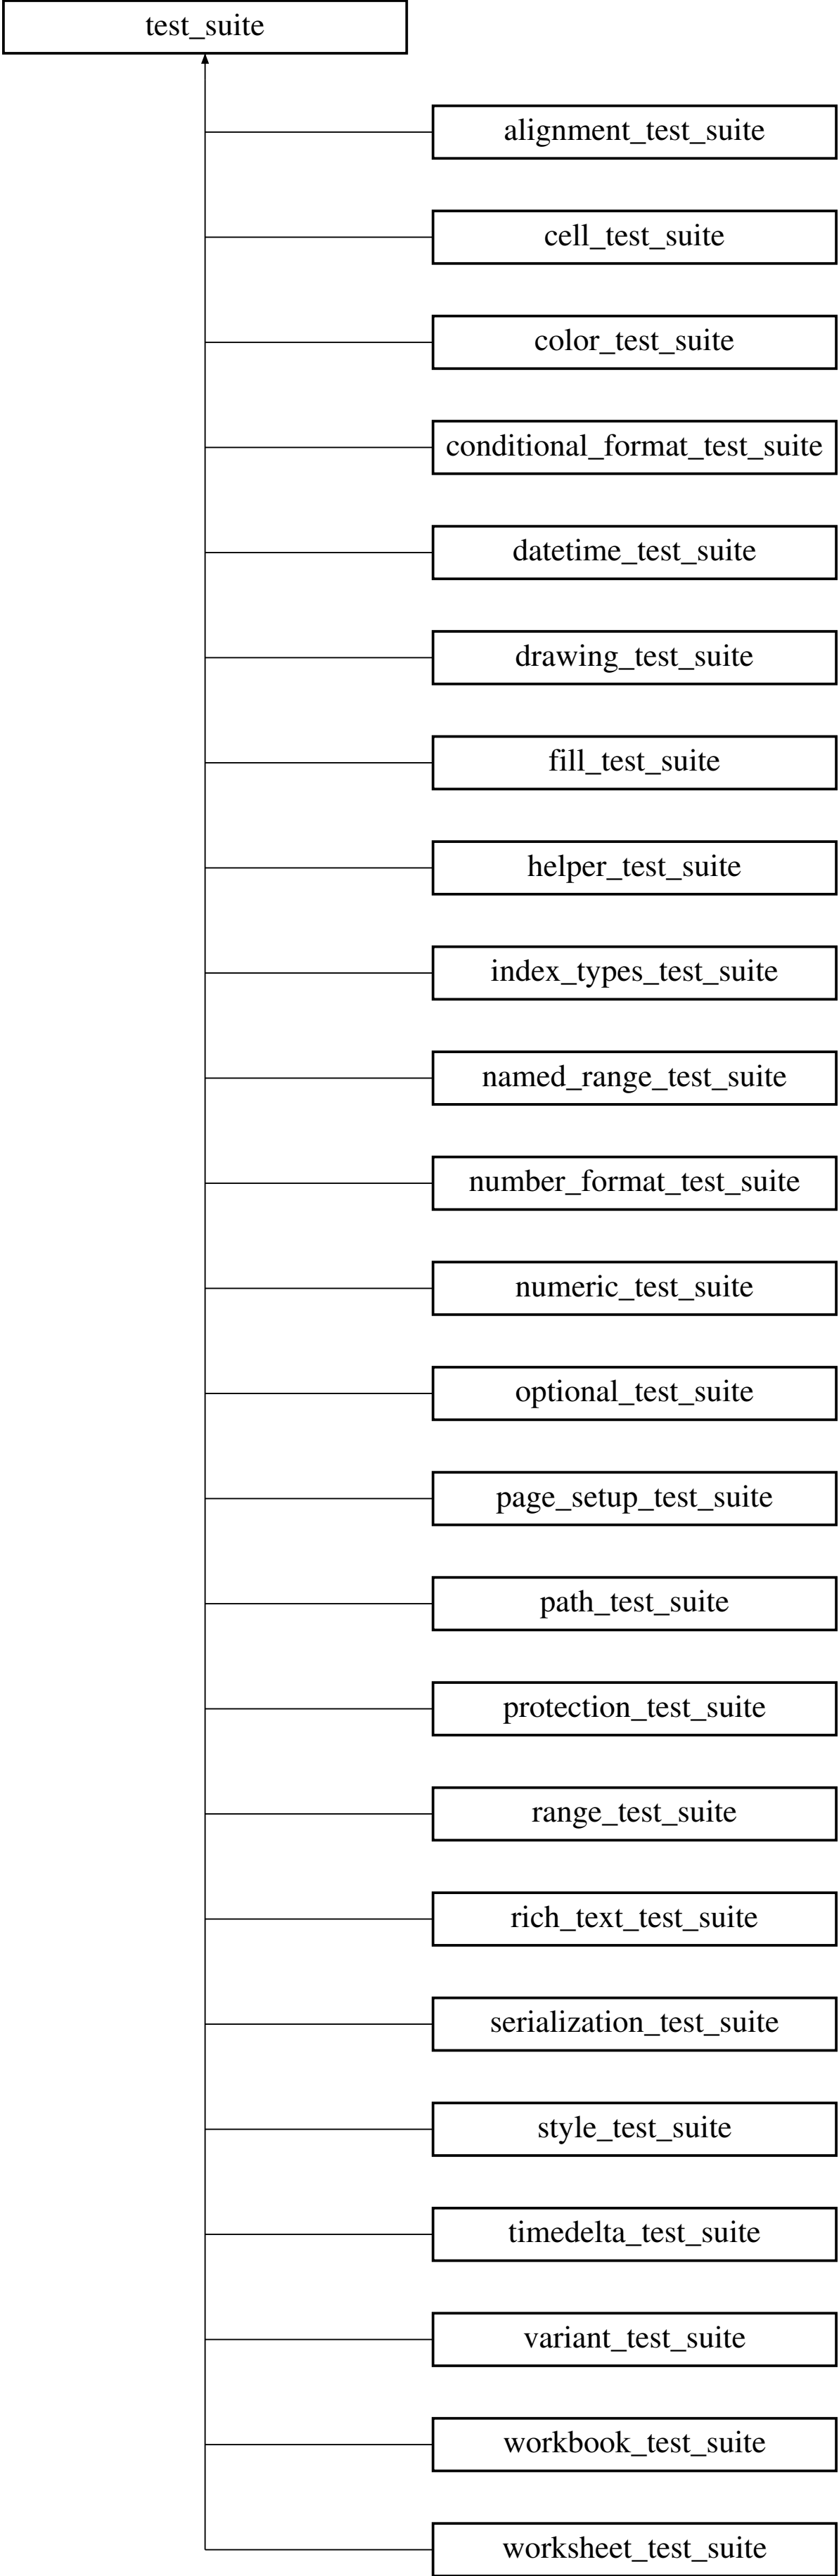 test_suite
alignment_test_suite
cell_test_suite
color_test_suite
conditional_format_test_suite
datetime_test_suite
drawing_test_suite
fill_test_suite
helper_test_suite
index_types_test_suite
named_range_test_suite
number_format_test_suite
numeric_test_suite
optional_test_suite
page_setup_test_suite
path_test_suite
protection_test_suite
range_test_suite
rich_text_test_suite
serialization_test_suite
style_test_suite
timedelta_test_suite
variant_test_suite
workbook_test_suite
worksheet_test_suite